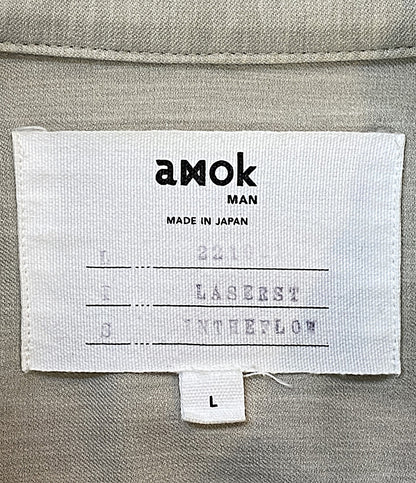 amok
MAN
MADE IN JAPAN
L
T LASERST
S INTHEFLOW
L